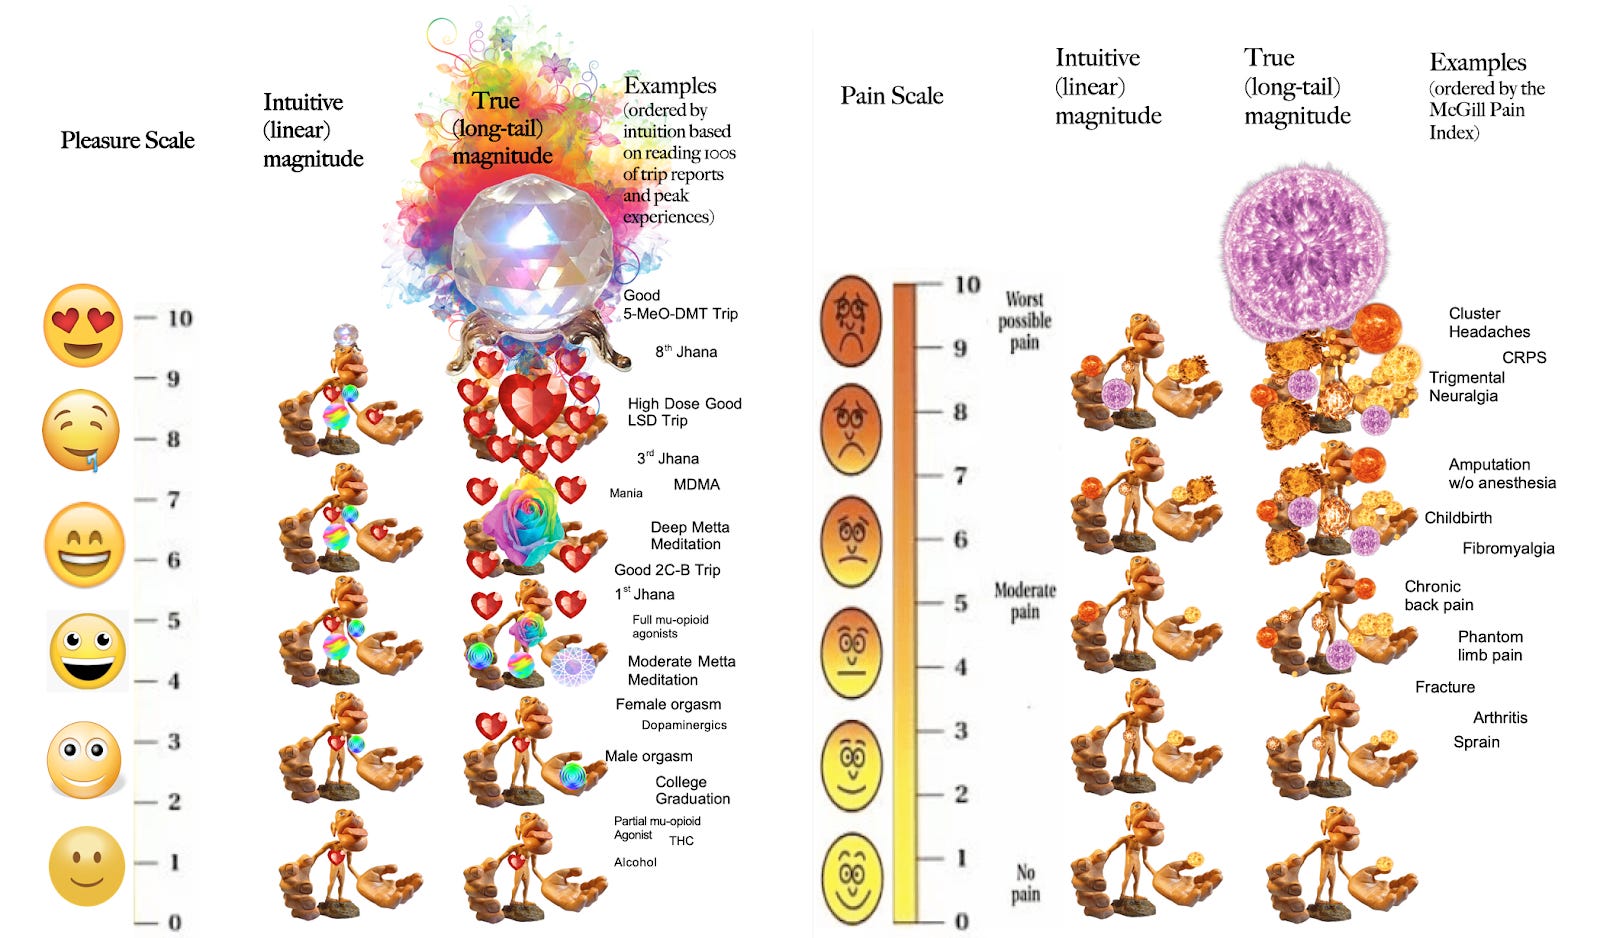 Pleasure Scale
Intuitive
(linear)
magnitude
True
(long-tail)
magnitude
Examples
(ordered by
intuition based
on reading 100s
of trip reports
and peak
experiences)
10
9
8
7
6
5
4
3
2
1
0
Good
5-MeO-DMT Trip
8th Jhana
High Dose Good
LSD Trip
3rd Jhana
MDMA
Mania
Deep Metta
Meditation
Good 2C-B Trip
1st Jhana
Full mu-opioid
agonists
Moderate Metta
Meditation
Female orgasm
Dopaminergics
Male orgasm
College
Graduation
Partial mu-opioid
Agonist
THC
Alcohol
Pain Scale
Intuitive
(linear)
magnitude
True
(long-tail)
magnitude
Examples
(ordered by the
McGill Pain
Index)
10
9
8
7
6
5
4
3
2
1
0
Worst
possible
pain
Moderate
pain
No
pain
Cluster
Headaches
CRPS
Trigmental
Neuralgia
Amputation
w/o anesthesia
Childbirth
Fibromyalgia
Chronic
back pain
Phantom
limb pain
Fracture
Arthritis
Sprain